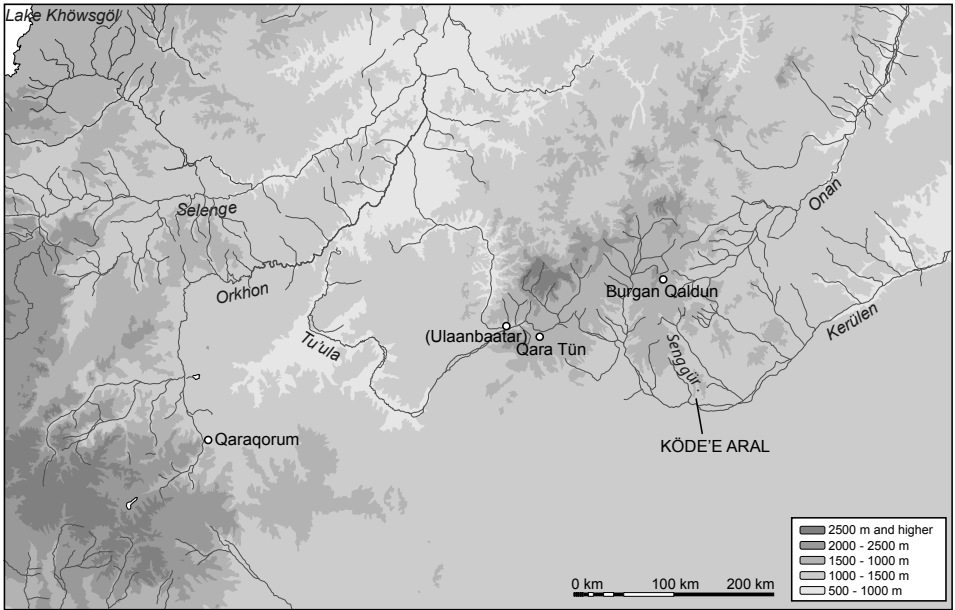 Lake Khöwsgöl
Selenge
Orkhon
Tu'ula
Onan
Burgan Qaldun
(Ulaanbaatar)
Qara Tün
Kerülen
Senggür
KÖDE'E ARAL
Qaraqorum
2500 m and higher
2000 - 2500 m
1500 - 1000 m
1000 - 1500 m
500 - 1000 m
0 km 100 km 200 km